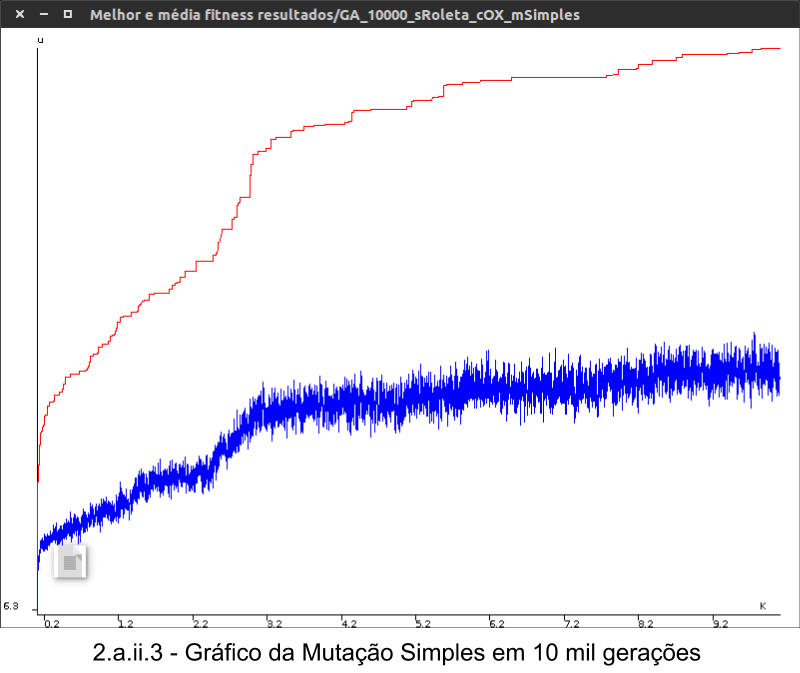 Melhor e média fitness resultados/GA_10000_sRoleta_cOX_mSimples
u
6.3
K
0.2 1.2 2.2 3.2 4.2 5.2 6.2 7.2 8.2 9.2
2.a.ii.3 - Gráfico da Mutação Simples em 10 mil gerações